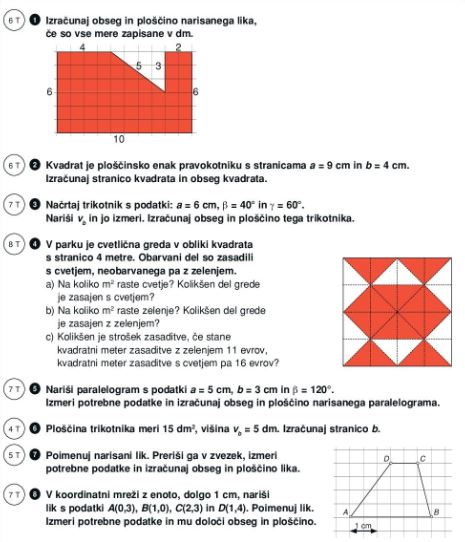 6 T 1 Izračunaj obseg in ploščino narisanega lika,
če so vse mere zapisane v dm.
4 2
5 3
6 6
10
6 T 2 Kvadrat je ploščinsko enak pravokotniku s stranicama a = 9 cm in b = 4 cm.
Izračunaj stranico kvadrata in obseg kvadrata.
7 T 3 Načrtaj trikotnik s podatki: a = 6 cm, β = 40° in γ = 60°.
Nariši v_a in jo izmeri. Izračunaj obseg in ploščino tega trikotnika.
8 T 4 V parku je cvetlična greda v obliki kvadrata
s stranico 4 metre. Obarvani del so zasadili
s cvetjem, neobarvanega pa z zelenjem.
a) Na koliko m² raste cvetje? Kolikšen del grede
je zasajen s cvetjem?
b) Na koliko m² raste zelenje? Kolikšen del grede
je zasajen z zelenjem?
c) Kolikšen je strošek zasaditve, če stane
kvadratni meter zasaditve z zelenjem 11 evrov,
kvadratni meter zasaditve s cvetjem pa 16 evrov?
7 T 5 Nariši paralelogram s podatki a = 5 cm, b = 3 cm in β = 120°.
Izmeri potrebne podatke in izračunaj obseg in ploščino narisanega paralelograma.
4 T 6 Ploščina trikotnika meri 15 dm², višina v_b = 5 dm. Izračunaj stranico b.
5 T 7 Poimenuj narisani lik. Preriši ga v zvezek, izmeri
potrebne podatke in izračunaj obseg in ploščino lika.
D C
A B
1 cm
7 T 8 V koordinatni mreži z enoto, dolgo 1 cm, nariši
lik s podatki A(0,3), B(1,0), C(2,3) in D(1,4). Poimenuj lik.
Izmeri potrebne podatke in mu določi obseg in ploščino.